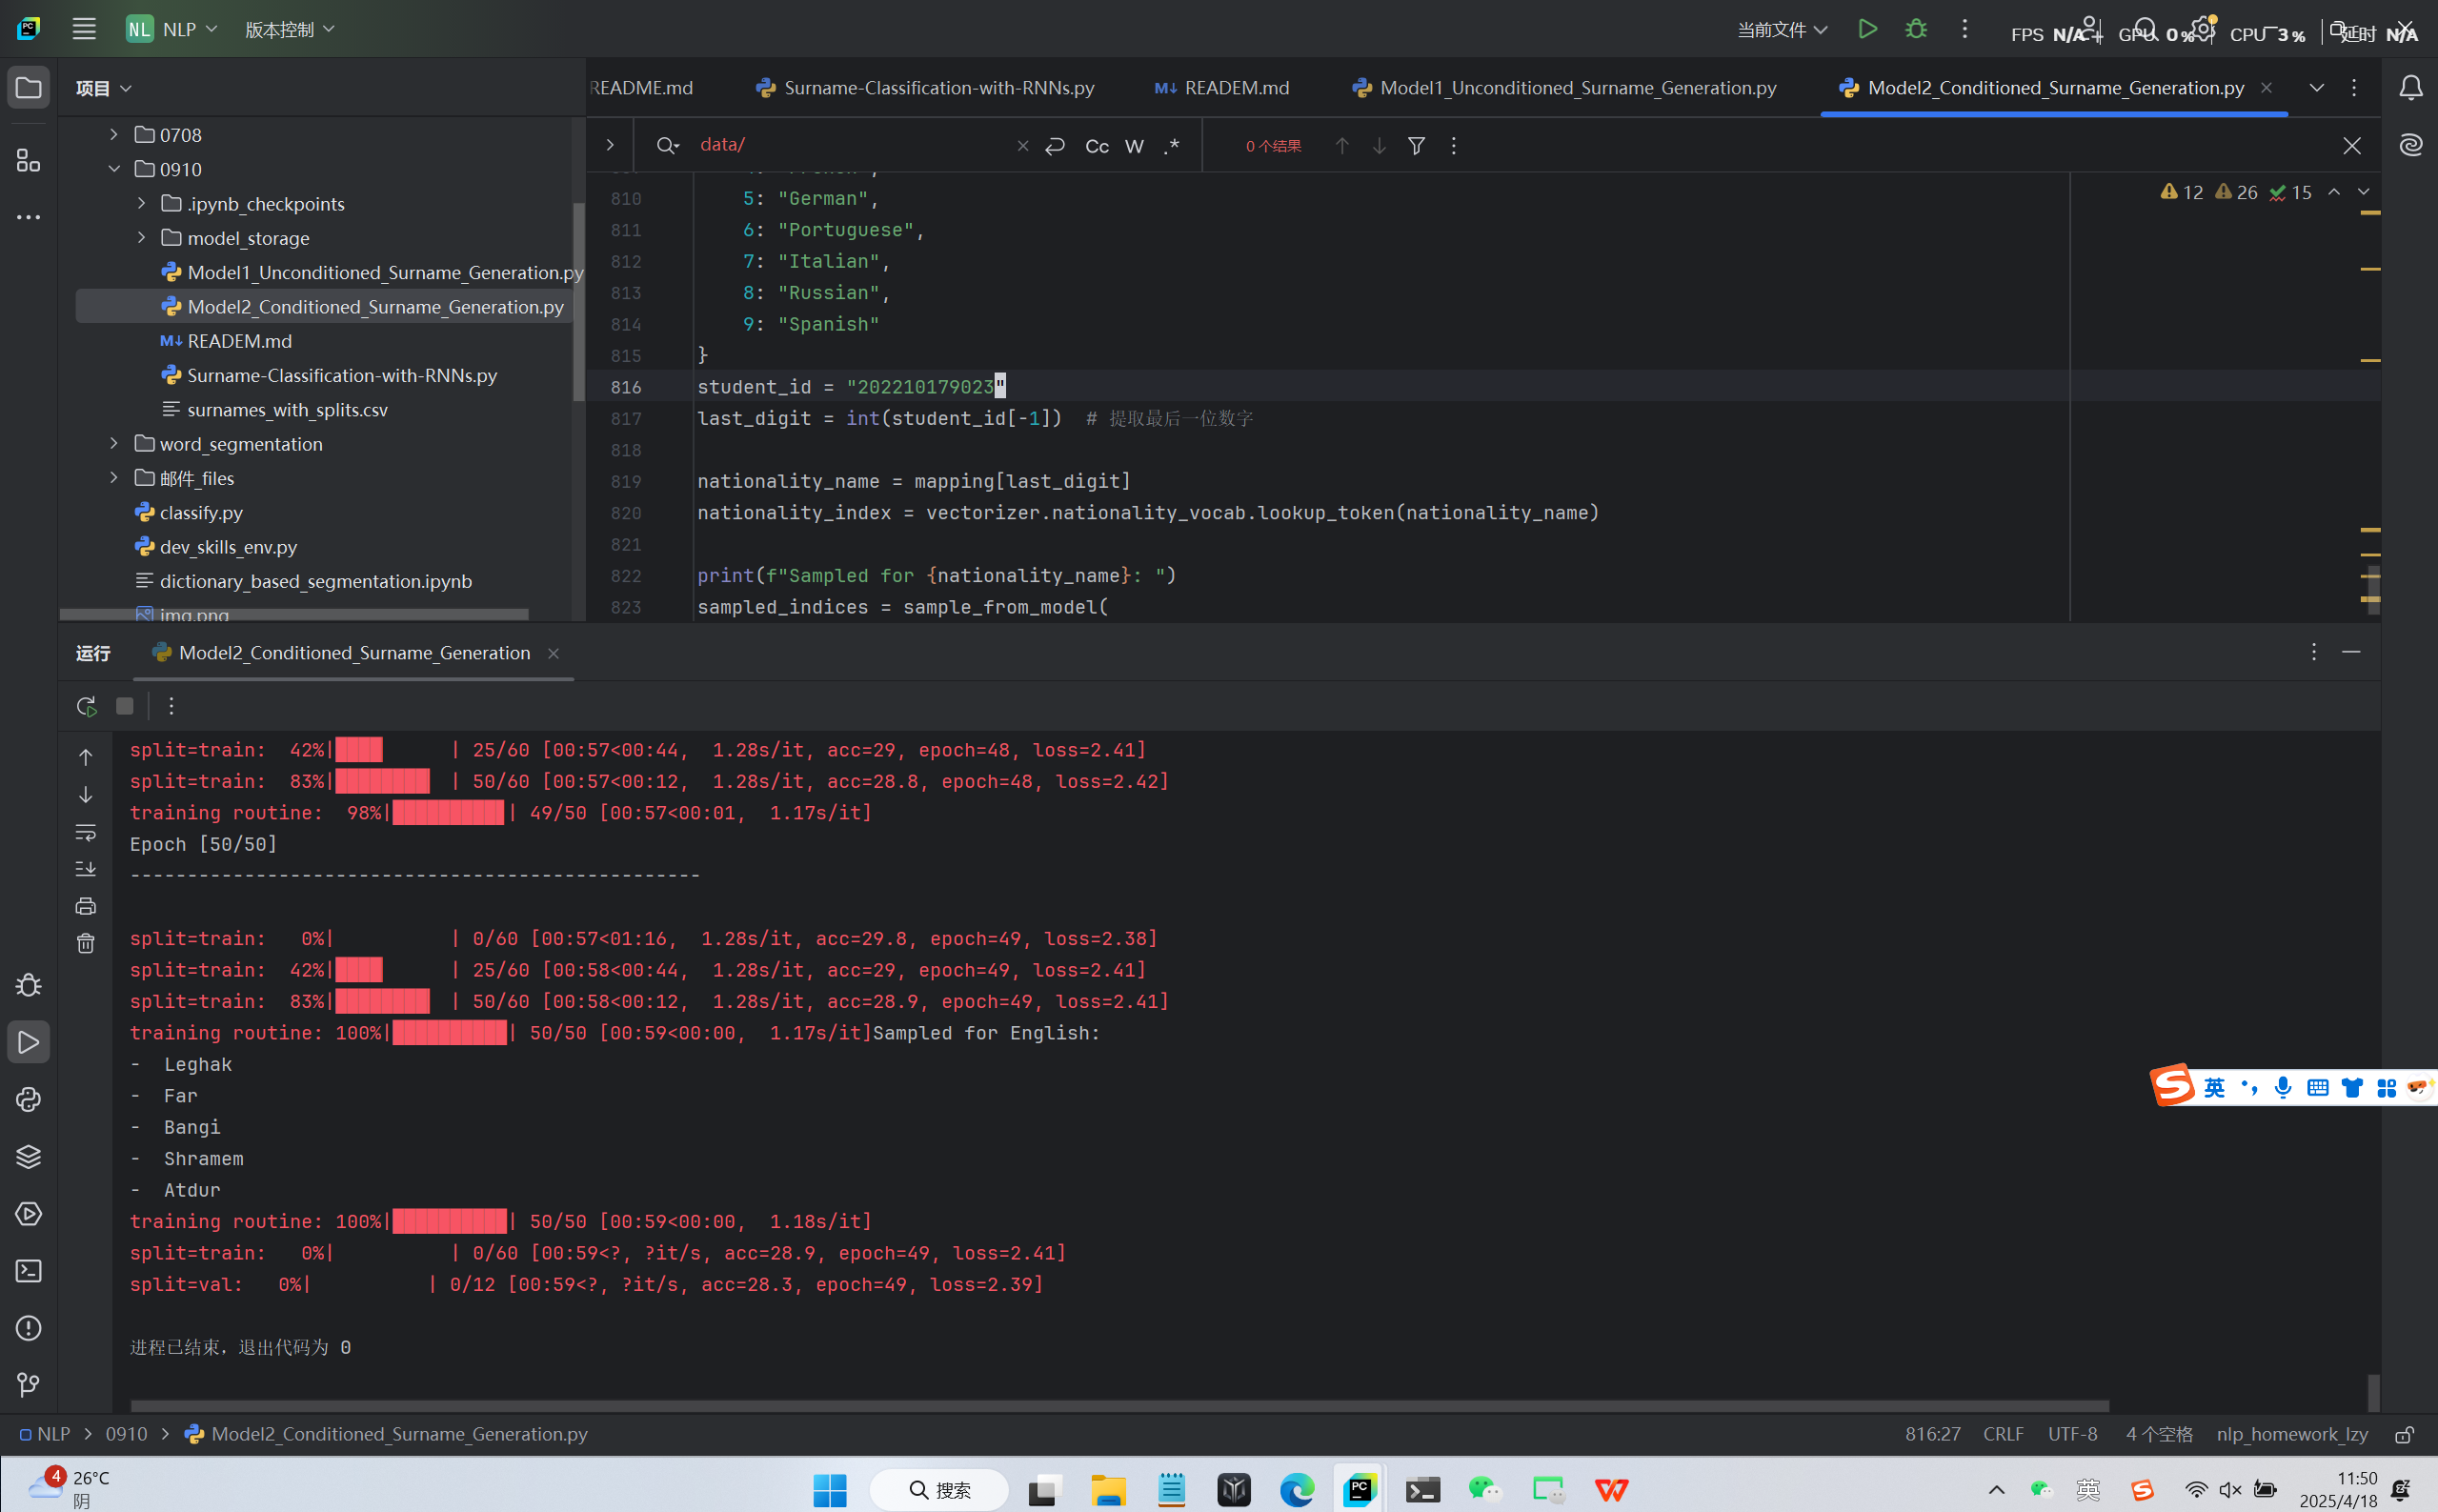 NL NLP 版本控制 当前文件 FPS N/A GPU 0% CPU 3% 延时 N/A
项目
0708
0910
.ipynb_checkpoints
model_storage
Model1_Unconditioned_Surname_Generation.py
Model2_Conditioned_Surname_Generation.py
READEM.md
Surname-Classification-with-RNNs.py
surnames_with_splits.csv
word_segmentation
邮件_files
classify.py
dev_skills_env.py
dictionary_based_segmentation.ipynb
img.png
README.md Surname-Classification-with-RNNs.py READEM.md Model1_Unconditioned_Surname_Generation.py Model2_Conditioned_Surname_Generation.py
data/ Cc W .* 0 个结果
12 26 15
810 5: "German",
811 6: "Portuguese",
812 7: "Italian",
813 8: "Russian",
814 9: "Spanish"
815 }
816 student_id = "202210179023"
817 last_digit = int(student_id[-1]) # 提取最后一位数字
818
819 nationality_name = mapping[last_digit]
820 nationality_index = vectorizer.nationality_vocab.lookup_token(nationality_name)
821
822 print(f"Sampled for {nationality_name}: ")
823 sampled_indices = sample_from_model(
运行 Model2_Conditioned_Surname_Generation
split=train:  42%|████      | 25/60 [00:57<00:44,  1.28s/it, acc=29, epoch=48, loss=2.41]
split=train:  83%|████████  | 50/60 [00:57<00:12,  1.28s/it, acc=28.8, epoch=48, loss=2.42]
training routine:  98%|██████████| 49/50 [00:57<00:01,  1.17s/it]
Epoch [50/50]
--------------------------------------------------
split=train:   0%|          | 0/60 [00:57<01:16,  1.28s/it, acc=29.8, epoch=49, loss=2.38]
split=train:  42%|████      | 25/60 [00:58<00:44,  1.28s/it, acc=29, epoch=49, loss=2.41]
split=train:  83%|████████  | 50/60 [00:58<00:12,  1.28s/it, acc=28.9, epoch=49, loss=2.41]
training routine: 100%|██████████| 50/50 [00:59<00:00,  1.17s/it]Sampled for English:
-  Leghak
-  Far
-  Bangi
-  Shramem
-  Atdur
training routine: 100%|██████████| 50/50 [00:59<00:00,  1.18s/it]
split=train:   0%|          | 0/60 [00:59<?, ?it/s, acc=28.9, epoch=49, loss=2.41]
split=val:   0%|          | 0/12 [00:59<?, ?it/s, acc=28.3, epoch=49, loss=2.39]
进程已结束，退出代码为 0
英
NLP > 0910 > Model2_Conditioned_Surname_Generation.py 816:27 CRLF UTF-8 4 个空格 nlp_homework_lzy
4 26°C
阴
搜索
英
11:50
2025/4/18